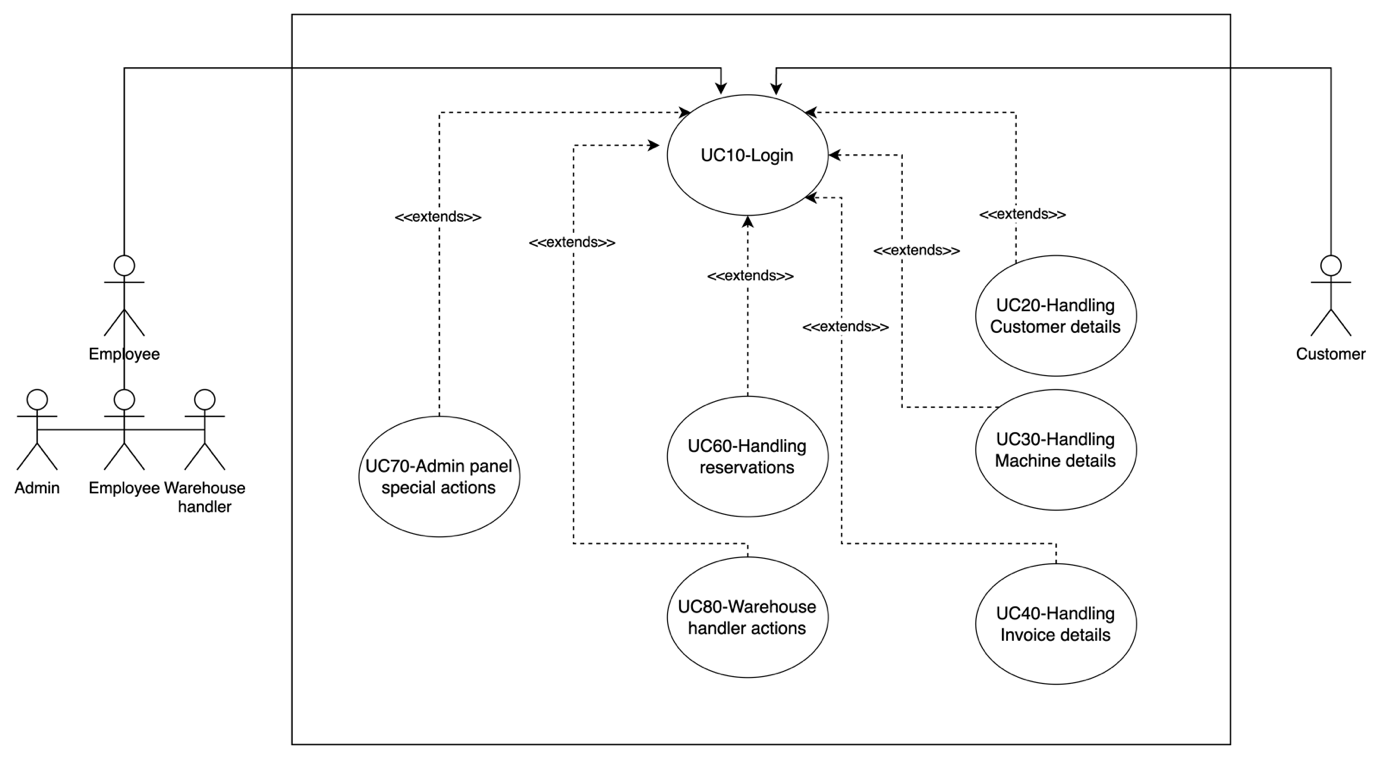 UC10-Login
<<extends>>
<<extends>>
<<extends>>
<<extends>>
<<extends>>
<<extends>>
UC20-Handling
Customer details
Employee
Customer
UC70-Admin panel
special actions
UC60-Handling
reservations
UC30-Handling
Machine details
Admin
Employee
Warehouse
handler
UC80-Warehouse
handler actions
UC40-Handling
Invoice details